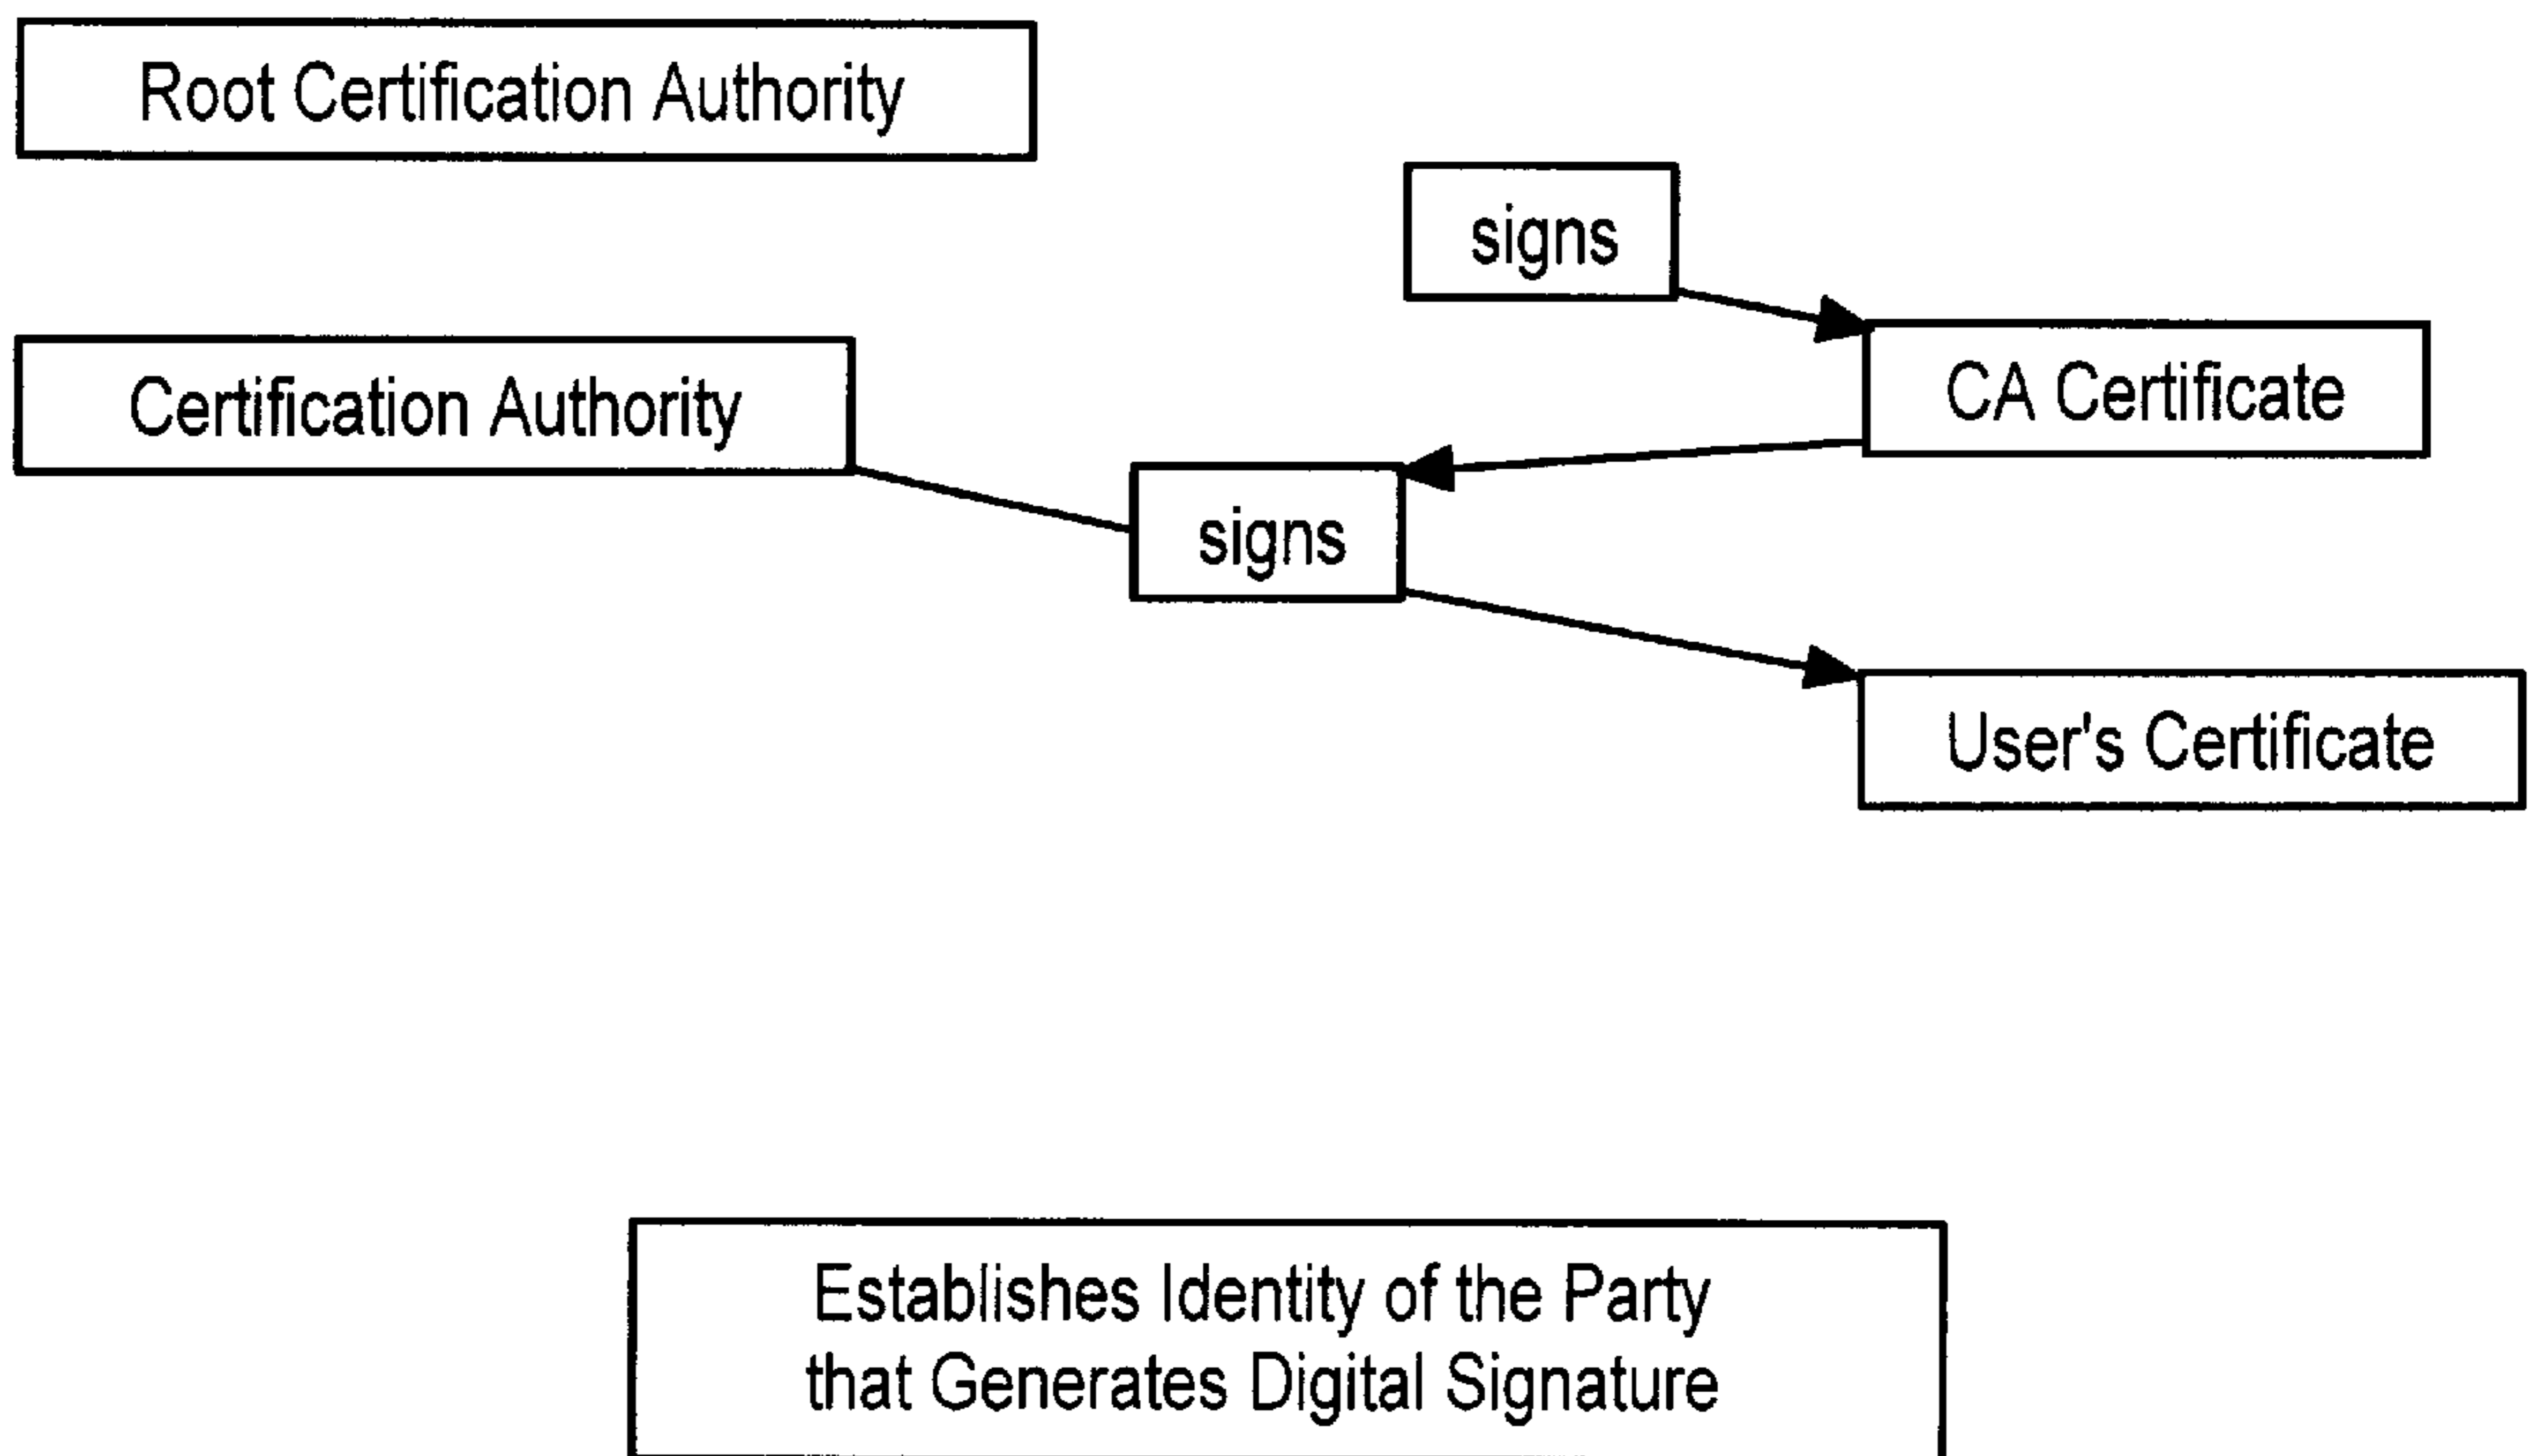 Root Certification Authority
signs
Certification Authority
CA Certificate
signs
User's Certificate
Establishes Identity of the Party
that Generates Digital Signature